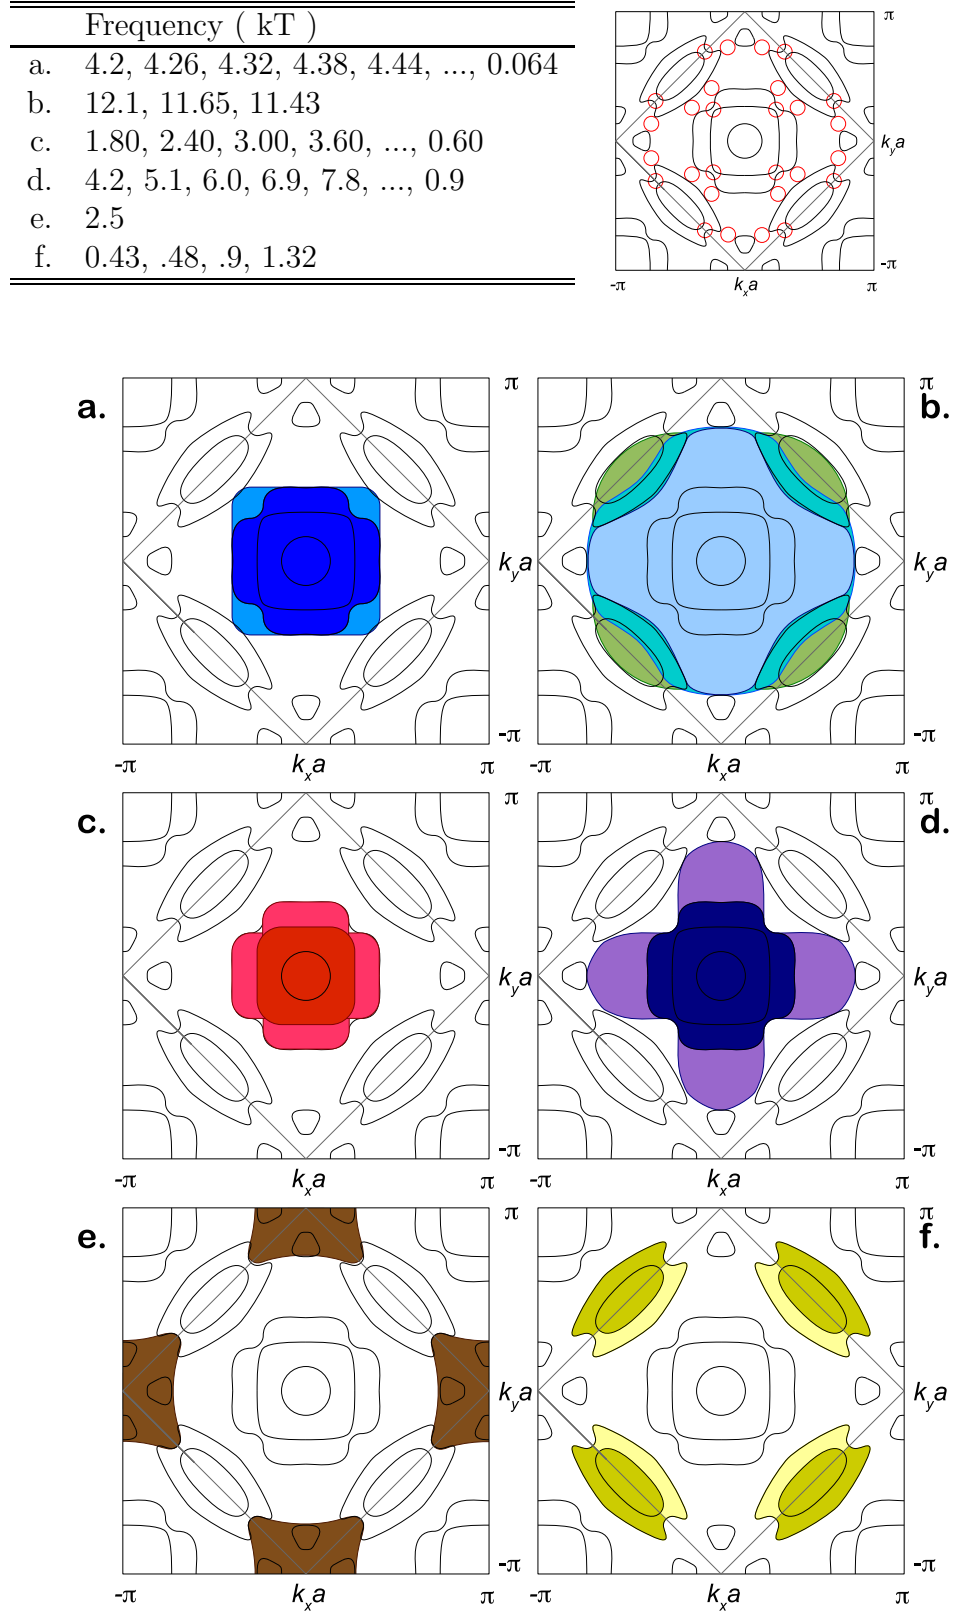 Frequency ( kT )
a. 4.2, 4.26, 4.32, 4.38, 4.44, ..., 0.064
b. 12.1, 11.65, 11.43
c. 1.80, 2.40, 3.00, 3.60, ..., 0.60
d. 4.2, 5.1, 6.0, 6.9, 7.8, ..., 0.9
e. 2.5
f. 0.43, .48, .9, 1.32
π
kya
-π
-π kxa π
a. π
kya
-π
-π kxa π
b. π
kya
-π
-π kxa π
c. π
kya
-π
-π kxa π
d. π
kya
-π
-π kxa π
e. π
kya
-π
-π kxa π
f. π
kya
-π
-π kxa π